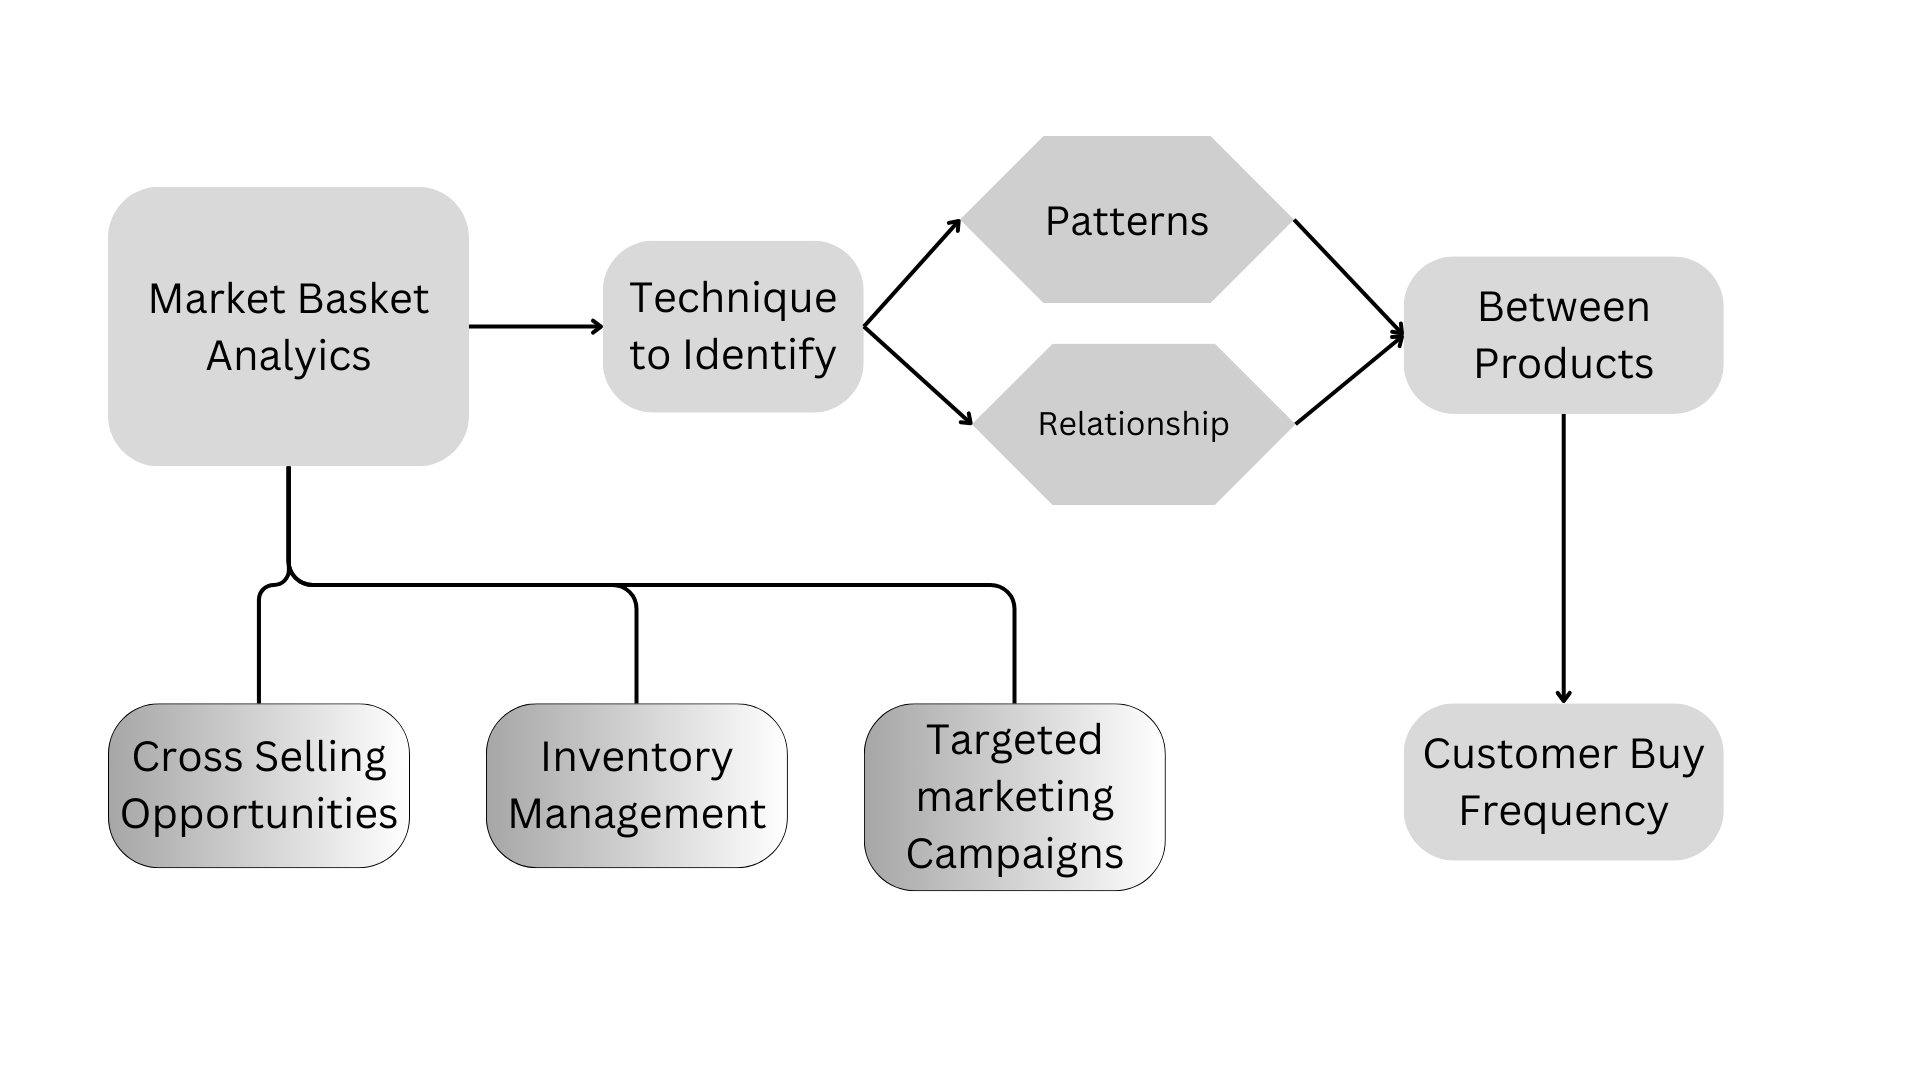 Market Basket
Analyics
Technique
to Identify
Patterns
Relationship
Between
Products
Cross Selling
Opportunities
Inventory
Management
Targeted
marketing
Campaigns
Customer Buy
Frequency